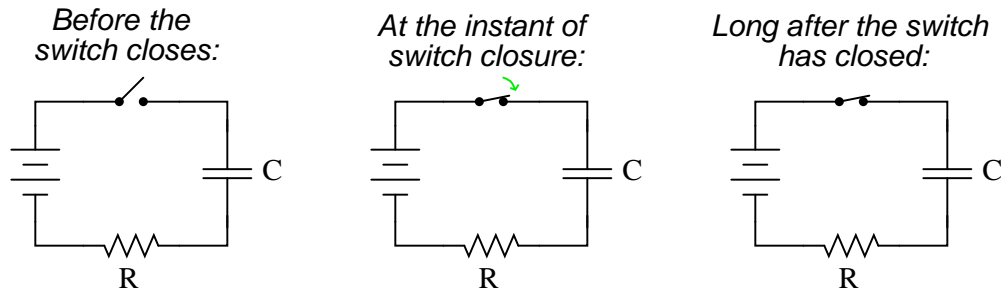 Before the
switch closes:
At the instant of
switch closure:
Long after the switch
has closed:
C
R
C
R
C
R